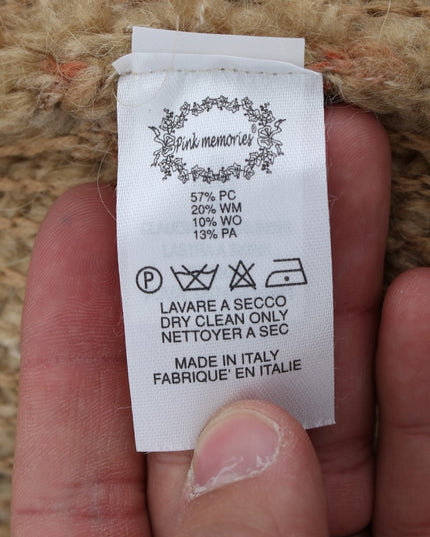 Pink memories®
57% PC
20% WM
10% WO
13% PA
P
LAVARE A SECCO
DRY CLEAN ONLY
NETTOYER A SEC
MADE IN ITALY
FABRIQUE' EN ITALIE